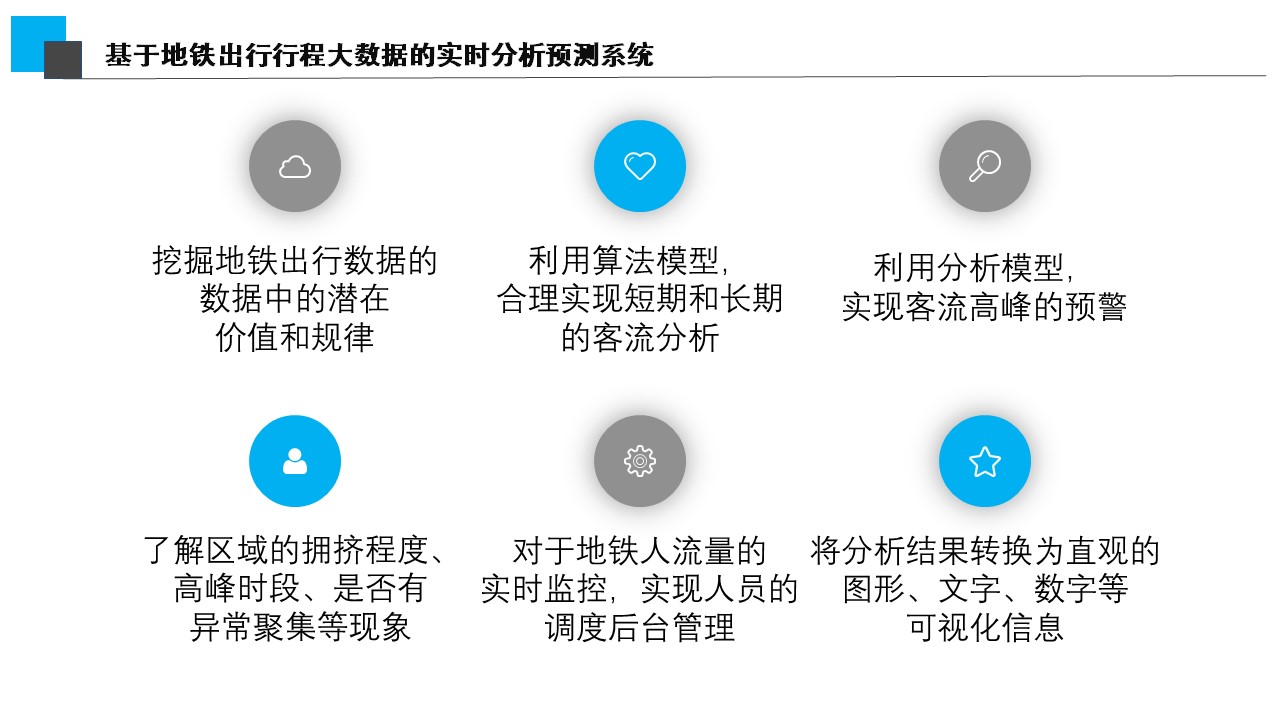 基于地铁出行行程大数据的实时分析预测系统
挖掘地铁出行数据的
数据中的潜在
价值和规律
利用算法模型，
合理实现短期和长期
的客流分析
利用分析模型，
实现客流高峰的预警
了解区域的拥挤程度、
高峰时段、是否有
异常聚集等现象
对于地铁人流量的
实时监控，实现人员的
调度后台管理
将分析结果转换为直观的
图形、文字、数字等
可视化信息